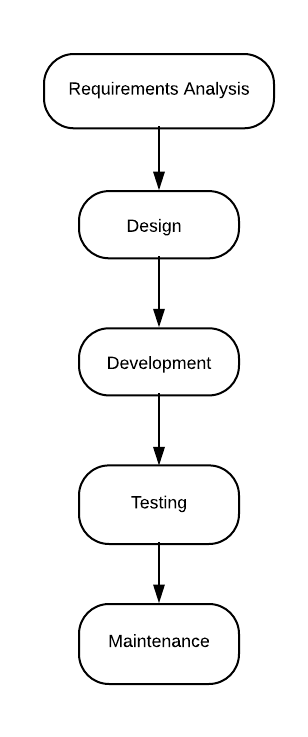 Requirements Analysis
Design
Development
Testing
Maintenance